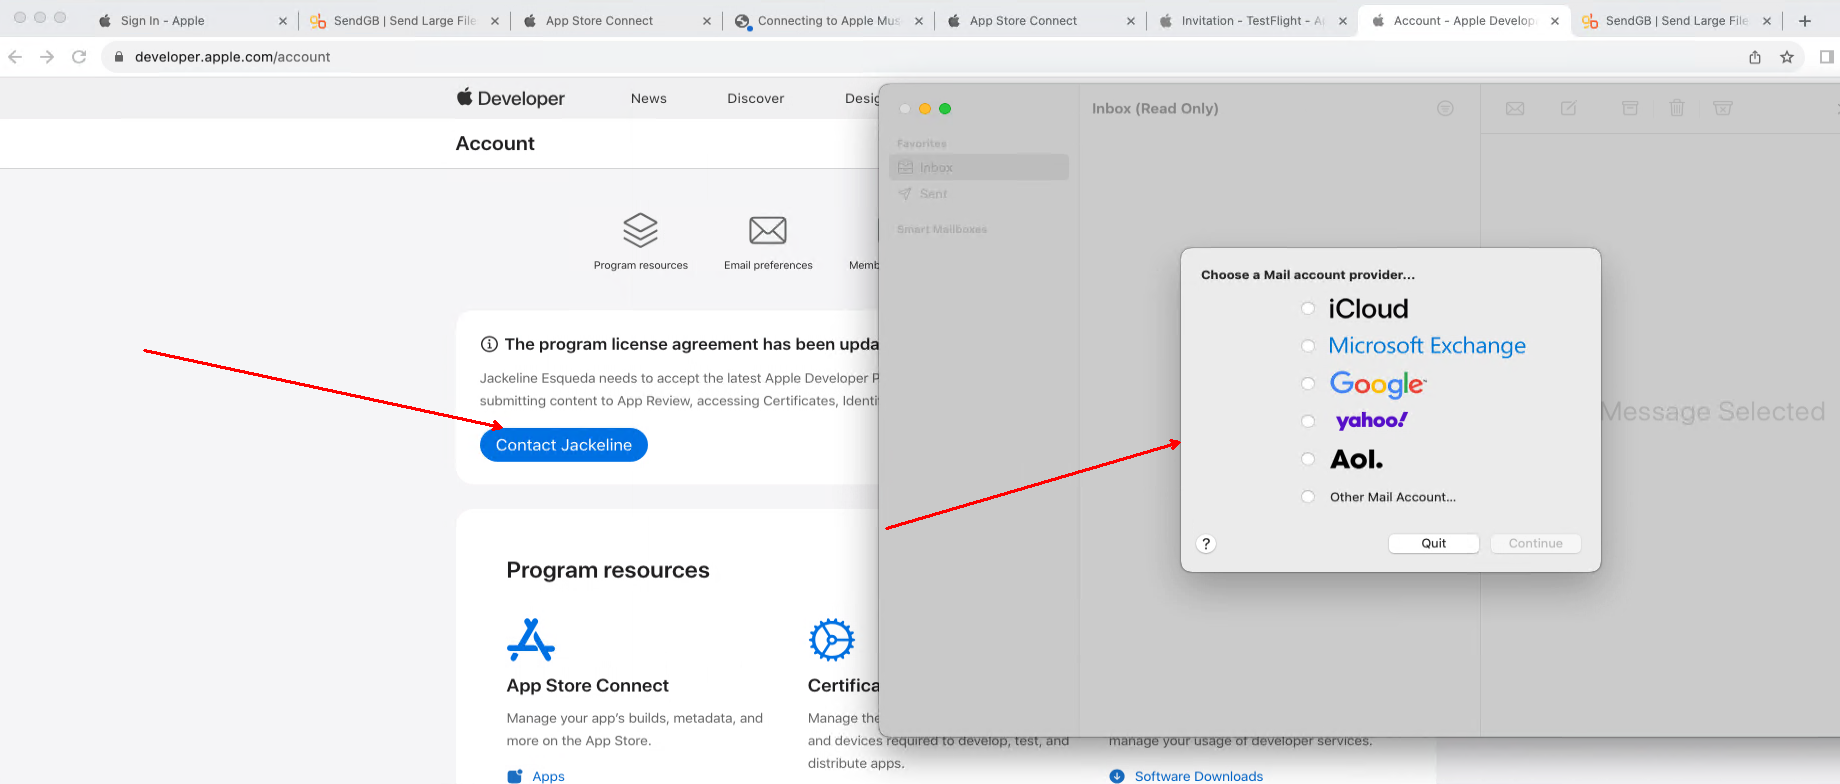 Sign In - Apple
SendGB | Send Large File
App Store Connect
Connecting to Apple Mus
App Store Connect
Invitation - TestFlight - A
Account - Apple Develop
SendGB | Send Large File
developer.apple.com/account
Developer
News
Discover
Desig
Account
Program resources
Email preferences
Memb
The program license agreement has been upda
Jackeline Esqueda needs to accept the latest Apple Developer P
submitting content to App Review, accessing Certificates, Identi
Contact Jackeline
Program resources
App Store Connect
Manage your app's builds, metadata, and
more on the App Store.
Apps
Certifica
Manage the
and devices required to develop, test, and
distribute apps.
manage your usage of developer services.
Software Downloads
Inbox (Read Only)
Favorites
Inbox
Sent
Smart Mailboxes
Message Selected
Choose a Mail account provider...
iCloud
Microsoft Exchange
Google
yahoo!
Aol.
Other Mail Account...
?
Quit
Continue